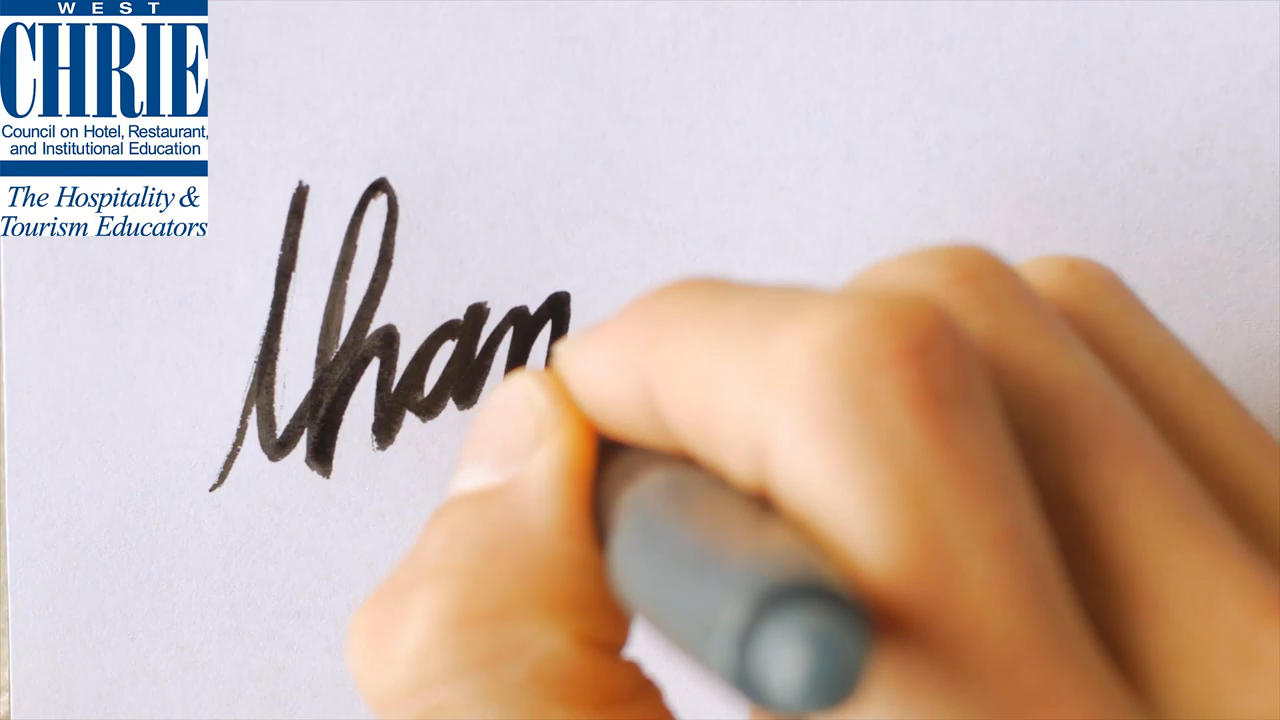 WEST
CHRIE
Council on Hotel, Restaurant,
and Institutional Education
The Hospitality &
Tourism Educators
than